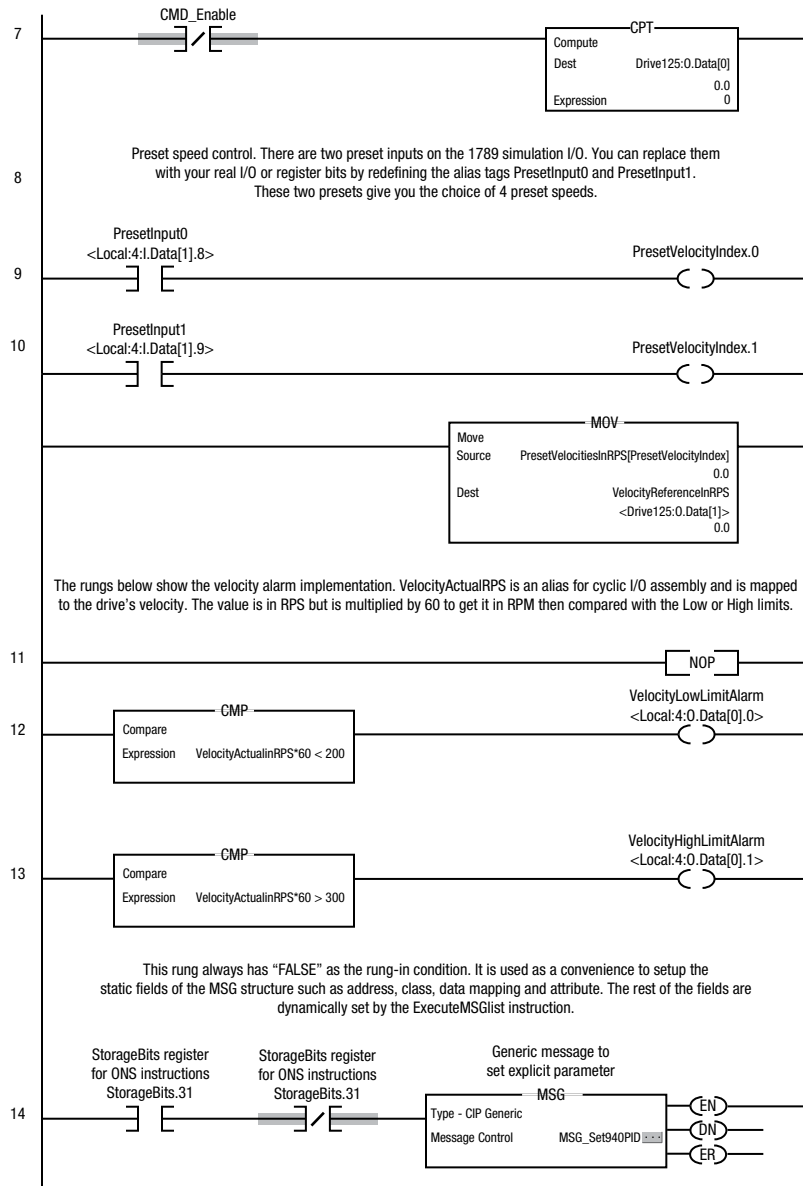 7
CMD_Enable
CPT
Compute
Dest Drive125:O.Data[0]
0.0
Expression 0
8
Preset speed control. There are two preset inputs on the 1789 simulation I/O. You can replace them
with your real I/O or register bits by redefining the alias tags PresetInput0 and PresetInput1.
These two presets give you the choice of 4 preset speeds.
9
PresetInput0
<Local:4:I.Data[1].8>
PresetVelocityIndex.0
10
PresetInput1
<Local:4:I.Data[1].9>
PresetVelocityIndex.1
MOV
Move
Source PresetVelocitiesInRPS[PresetVelocityIndex]
0.0
Dest VelocityReferenceInRPS
<Drive125:O.Data[1]>
0.0
The rungs below show the velocity alarm implementation. VelocityActualRPS is an alias for cyclic I/O assembly and is mapped
to the drive’s velocity. The value is in RPS but is multiplied by 60 to get it in RPM then compared with the Low or High limits.
11
NOP
12
CMP
Compare
Expression VelocityActualinRPS*60 < 200
VelocityLowLimitAlarm
<Local:4:O.Data[0].0>
13
CMP
Compare
Expression VelocityActualinRPS*60 > 300
VelocityHighLimitAlarm
<Local:4:O.Data[0].1>
This rung always has “FALSE” as the rung-in condition. It is used as a convenience to setup the
static fields of the MSG structure such as address, class, data mapping and attribute. The rest of the fields are
dynamically set by the ExecuteMSGlist instruction.
14
StorageBits register
for ONS instructions
StorageBits.31
StorageBits register
for ONS instructions
StorageBits.31
Generic message to
set explicit parameter
MSG
Type - CIP Generic
Message Control MSG_Set940PID ...
EN
DN
ER